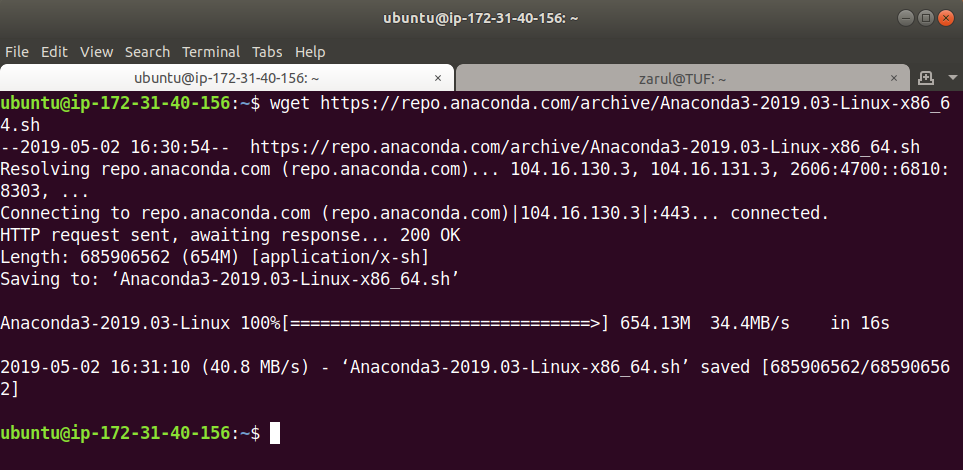 ubuntu@ip-172-31-40-156: ~
File Edit View Search Terminal Tabs Help
ubuntu@ip-172-31-40-156: ~ × zarul@TUF: ~ ×
ubuntu@ip-172-31-40-156:~$ wget https://repo.anaconda.com/archive/Anaconda3-2019.03-Linux-x86_6
4.sh
--2019-05-02 16:30:54--  https://repo.anaconda.com/archive/Anaconda3-2019.03-Linux-x86_64.sh
Resolving repo.anaconda.com (repo.anaconda.com)... 104.16.130.3, 104.16.131.3, 2606:4700::6810:
8303, ...
Connecting to repo.anaconda.com (repo.anaconda.com)|104.16.130.3|:443... connected.
HTTP request sent, awaiting response... 200 OK
Length: 685906562 (654M) [application/x-sh]
Saving to: ‘Anaconda3-2019.03-Linux-x86_64.sh’
Anaconda3-2019.03-Linux 100%[==============================>] 654.13M  34.4MB/s    in 16s
2019-05-02 16:31:10 (40.8 MB/s) - ‘Anaconda3-2019.03-Linux-x86_64.sh’ saved [685906562/68590656
2]
ubuntu@ip-172-31-40-156:~$